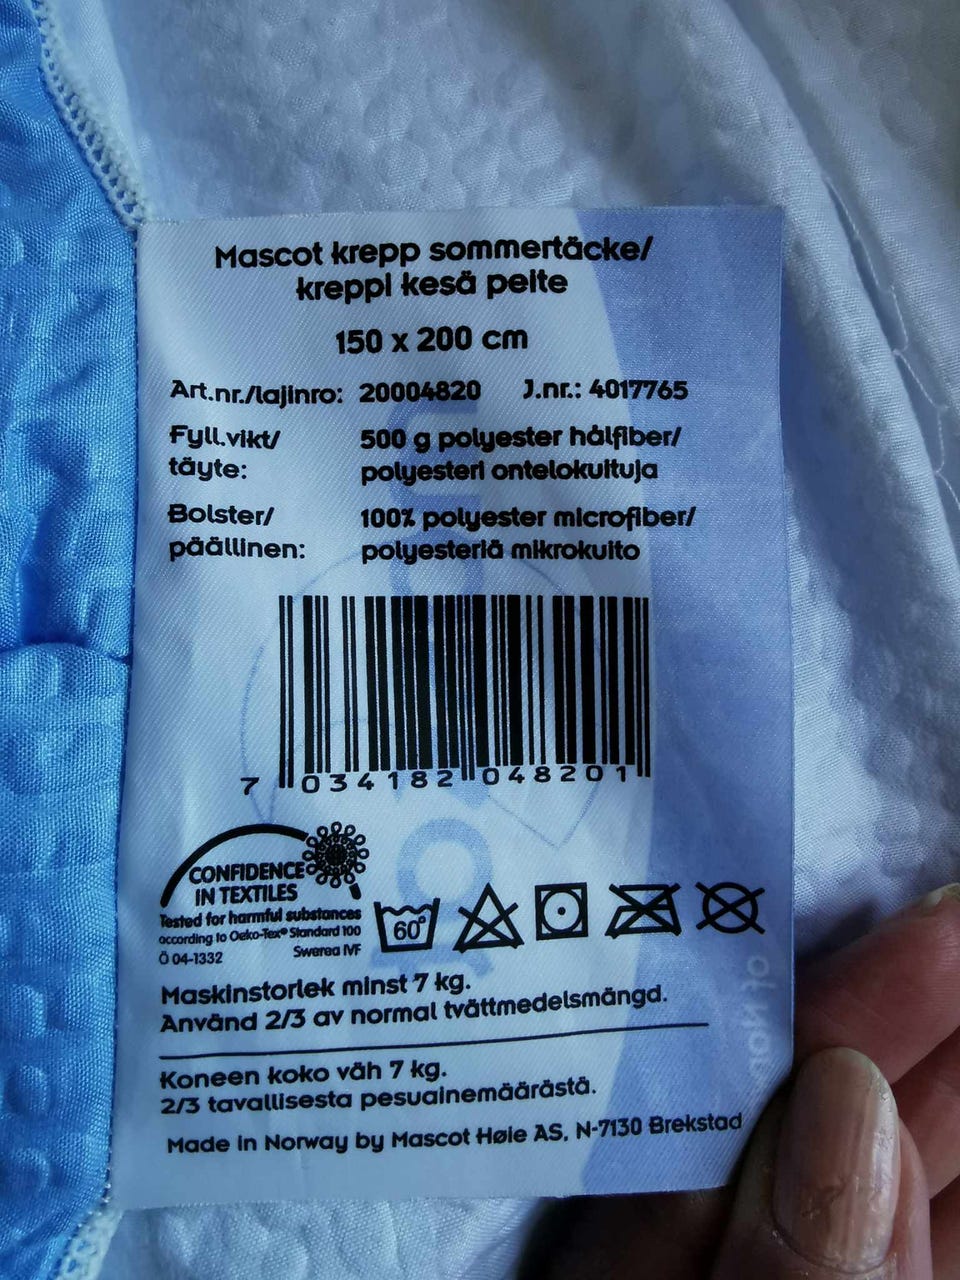 Mascot krepp sommertäcke/
kreppi kesä peite
150 x 200 cm
Art.nr./lajinro: 20004820 J.nr.: 4017765
Fyll.vikt/ 500 g polyester hålfiber/
täyte: polyesteri ontelokuituja
Bolster/ 100% polyester microfiber/
päällinen: polyesteriä mikrokuito
7 034182 048201
CONFIDENCE
IN TEXTILES
Tested for harmful substances
according to Oeko-Tex® Standard 100
Ö 04-1332 Swerea IVF
60°
Maskinstorlek minst 7 kg.
Använd 2/3 av normal tvättmedelsmängd.
Koneen koko väh 7 kg.
2/3 tavallisesta pesuainemäärästä.
Made in Norway by Mascot Høie AS, N-7130 Brekstad